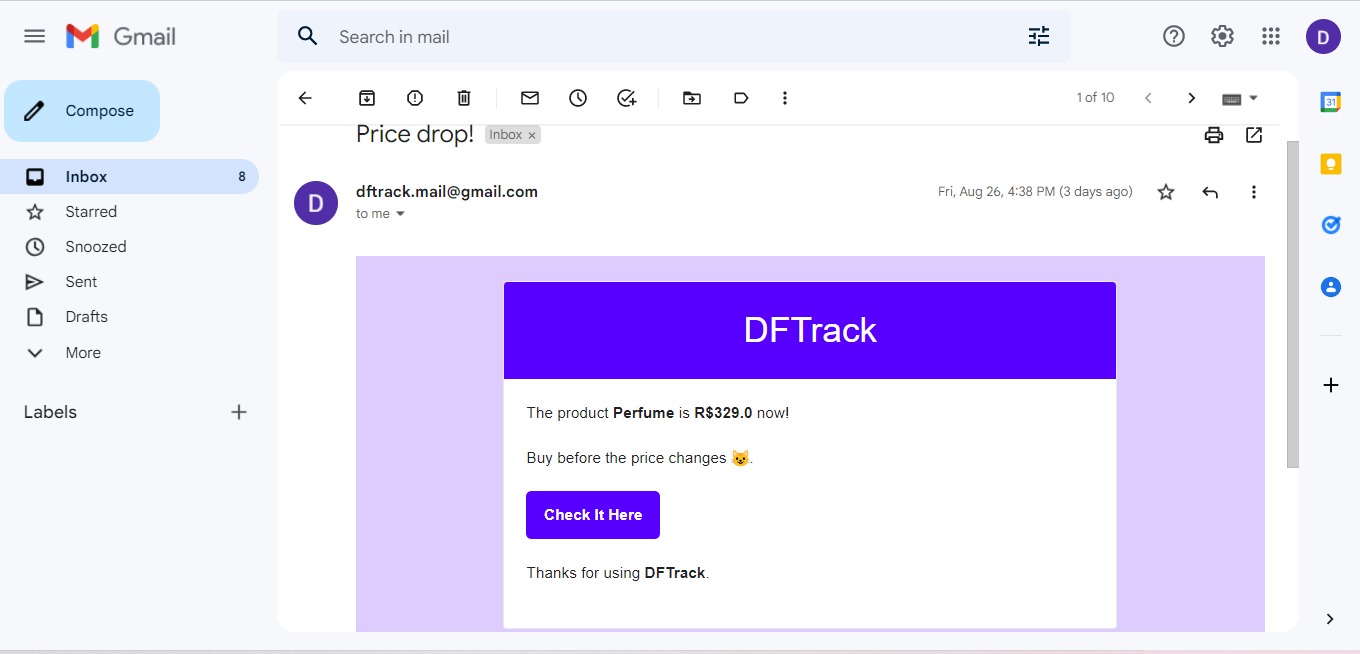 Gmail
Search in mail
D
Compose
1 of 10
31
Price drop!
Inbox ×
Inbox 8
D
dftrack.mail@gmail.com
Fri, Aug 26, 4:38 PM (3 days ago)
Starred
to me
Snoozed
Sent
Drafts
More
Labels
DFTrack
The product Perfume is R$329.0 now!
Buy before the price changes 😺.
Check It Here
Thanks for using DFTrack.